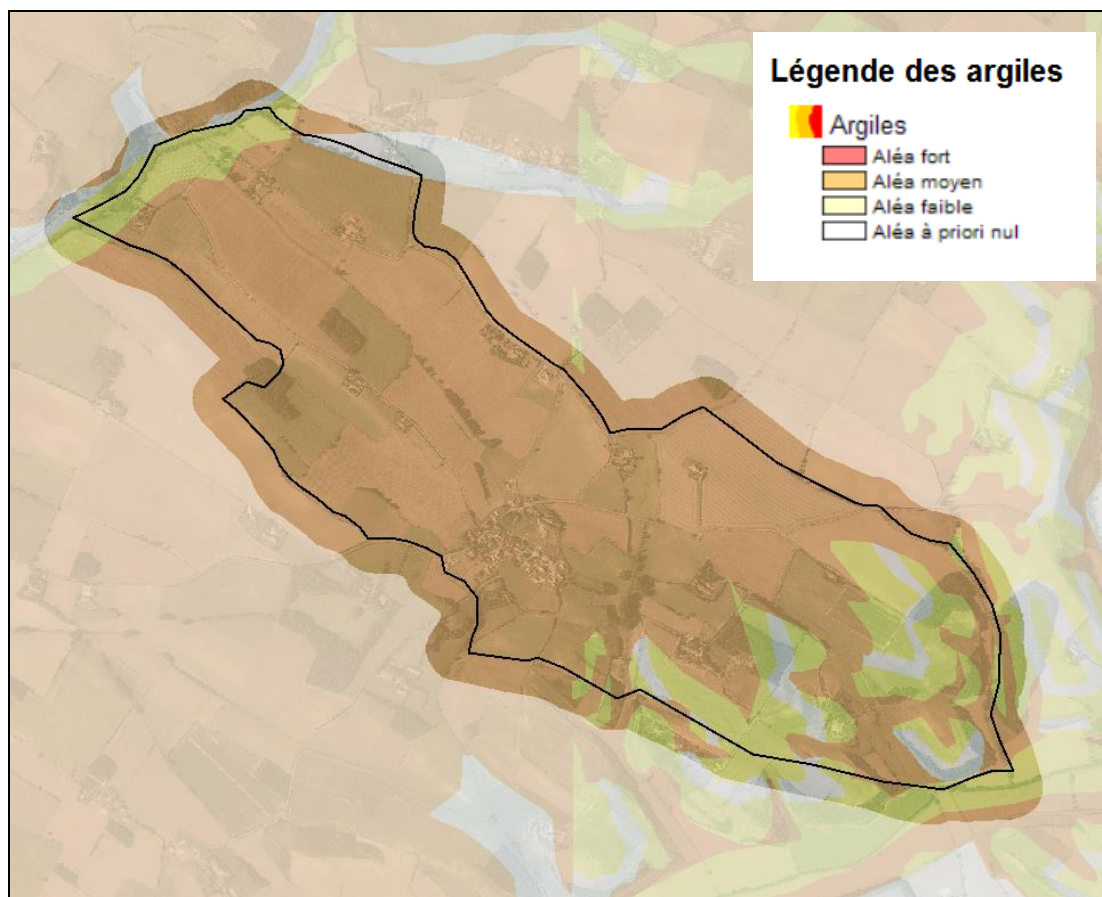 Légende des argiles
Argiles
Aléa fort
Aléa moyen
Aléa faible
Aléa à priori nul